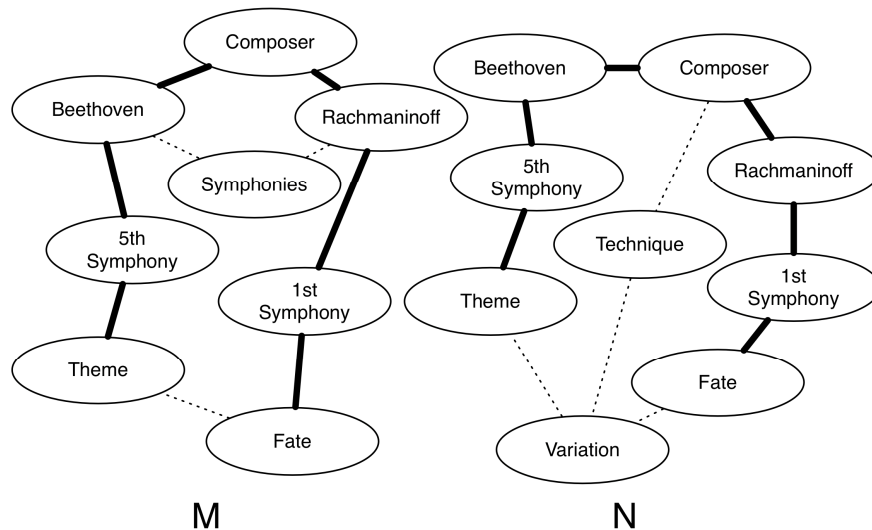 Composer
Beethoven
Rachmaninoff
Symphonies
5th
Symphony
1st
Symphony
Theme
Fate
M
Beethoven
Composer
5th
Symphony
Rachmaninoff
Technique
1st
Symphony
Theme
Fate
Variation
N